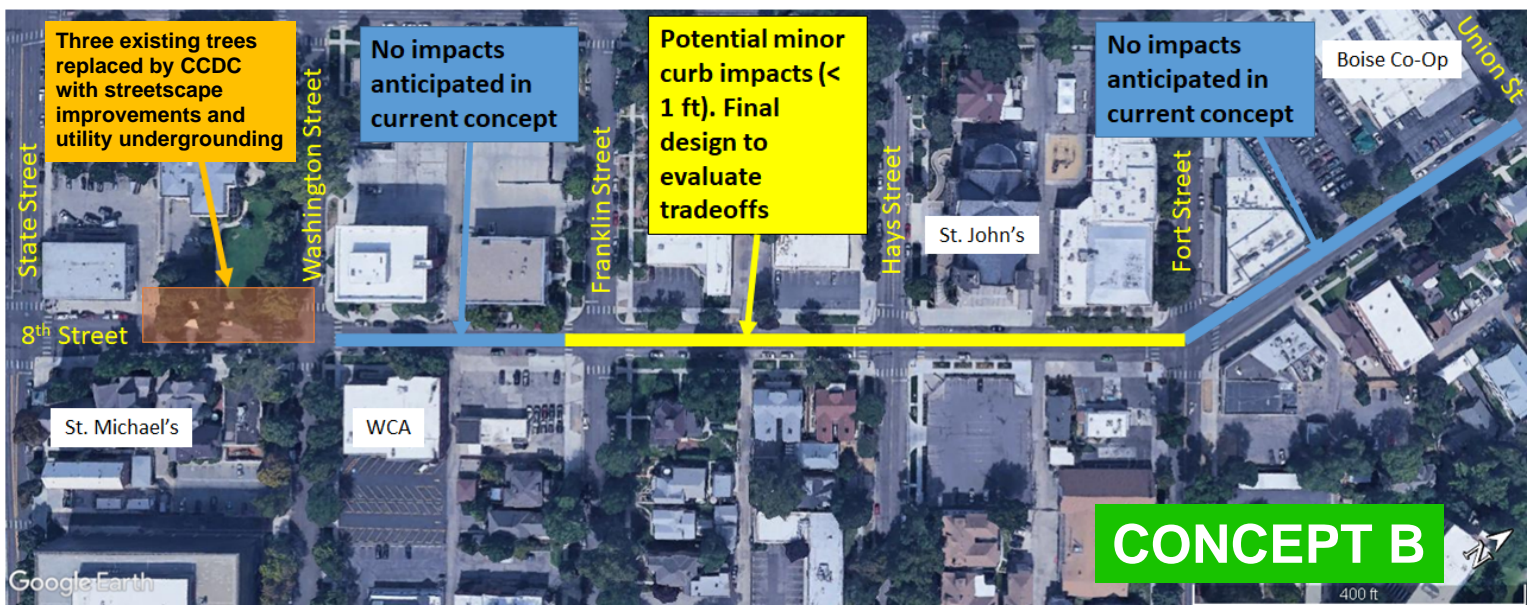 Three existing trees
replaced by CCDC
with streetscape
improvements and
utility undergrounding
No impacts
anticipated in
current concept
Potential minor
curb impacts (<
1 ft). Final
design to
evaluate
tradeoffs
No impacts
anticipated in
current concept
Boise Co-Op
Union St
State Street
Washington Street
Franklin Street
Hays Street
St. John's
Fort Street
8th Street
St. Michael's
WCA
CONCEPT B
Google Earth
N
400 ft